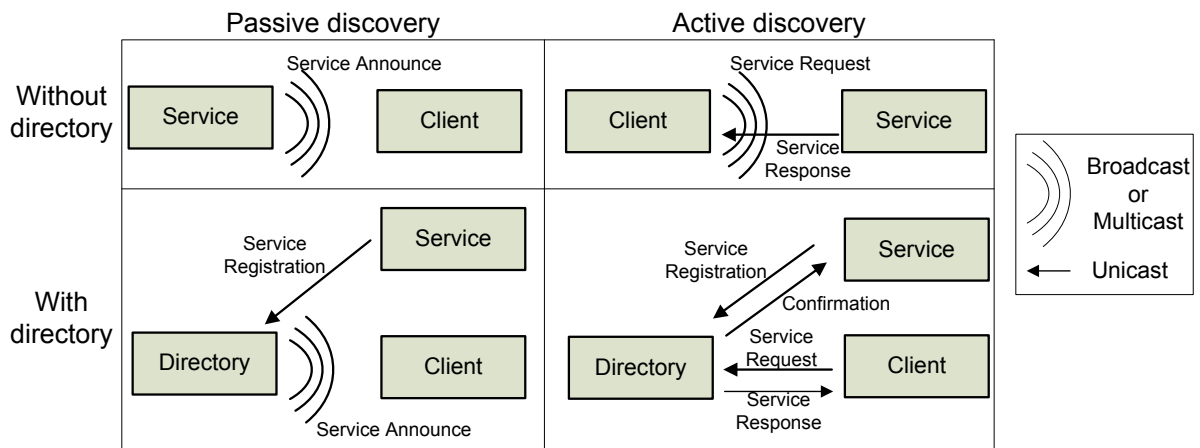 Passive discovery
Active discovery
Without
directory
Service Announce
Service
Client
Service Request
Client
Service
Service
Response
With
directory
Service
Registration
Service
Directory
Client
Service Announce
Service
Registration
Service
Confirmation
Directory
Service
Request
Client
Service
Response
Broadcast
or
Multicast
Unicast